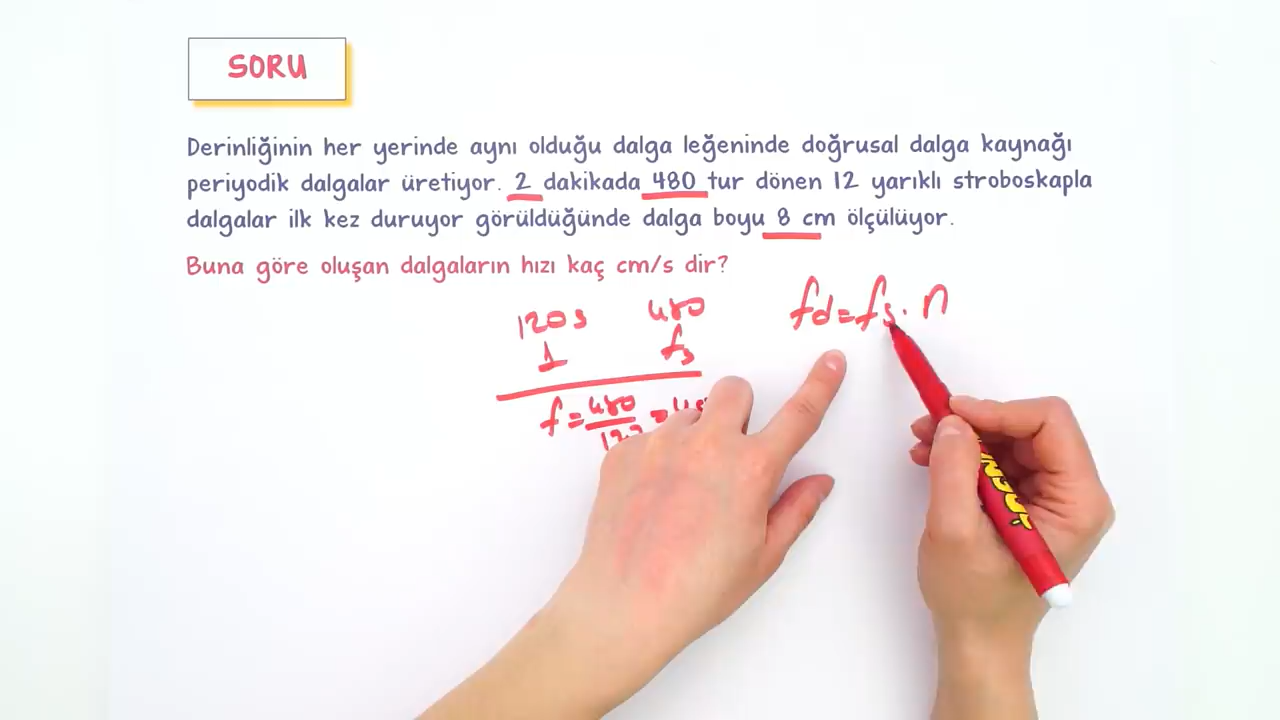 SORU
Derinliğinin her yerinde aynı olduğu dalga leğeninde doğrusal dalga kaynağı
periyodik dalgalar üretiyor. 2 dakikada 480 tur dönen 12 yarıklı stroboskapla
dalgalar ilk kez duruyor görüldüğünde dalga boyu 8 cm ölçülüyor.
Buna göre oluşan dalgaların hızı kaç cm/s dir?
120s 480
1 fs
fd=fs.n
f=480